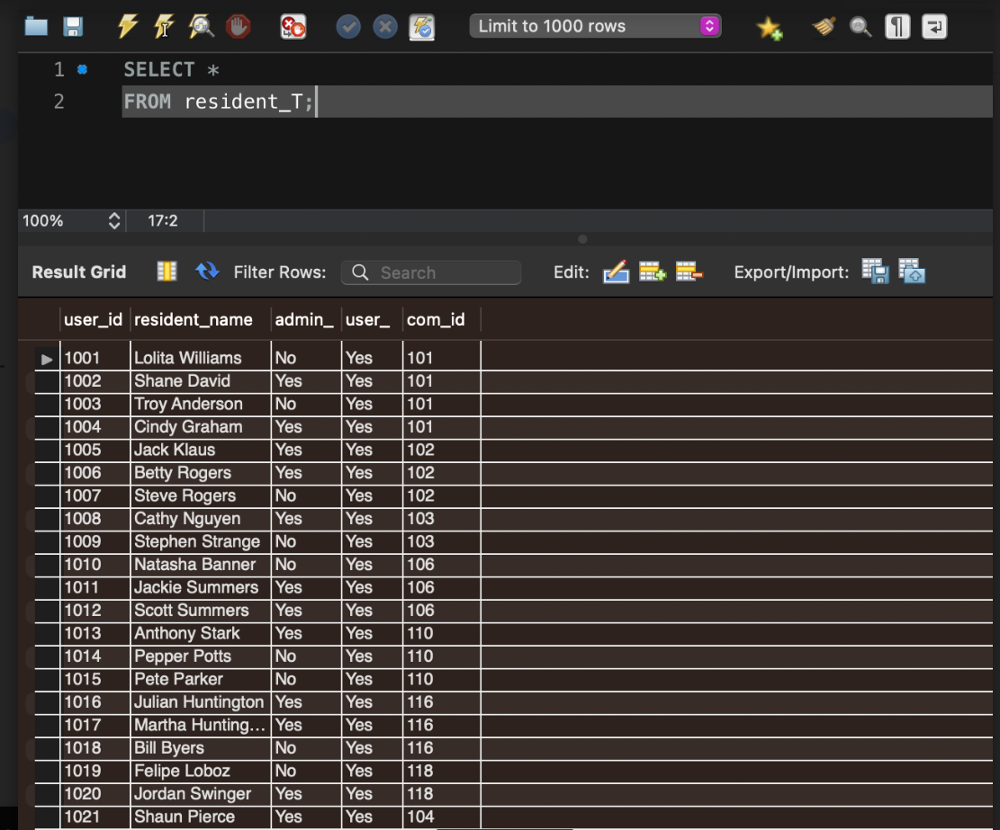 Limit to 1000 rows
1 SELECT *
2 FROM resident_T;
100% 17:2
Result Grid Filter Rows: Search Edit: Export/Import:
user_id resident_name admin_ user_ com_id
1001 Lolita Williams No Yes 101
1002 Shane David Yes Yes 101
1003 Troy Anderson No Yes 101
1004 Cindy Graham Yes Yes 101
1005 Jack Klaus Yes Yes 102
1006 Betty Rogers Yes Yes 102
1007 Steve Rogers No Yes 102
1008 Cathy Nguyen Yes Yes 103
1009 Stephen Strange No Yes 103
1010 Natasha Banner No Yes 106
1011 Jackie Summers Yes Yes 106
1012 Scott Summers Yes Yes 106
1013 Anthony Stark Yes Yes 110
1014 Pepper Potts No Yes 110
1015 Pete Parker No Yes 110
1016 Julian Huntington Yes Yes 116
1017 Martha Hunting... Yes Yes 116
1018 Bill Byers No Yes 116
1019 Felipe Loboz No Yes 118
1020 Jordan Swinger Yes Yes 118
1021 Shaun Pierce Yes Yes 104